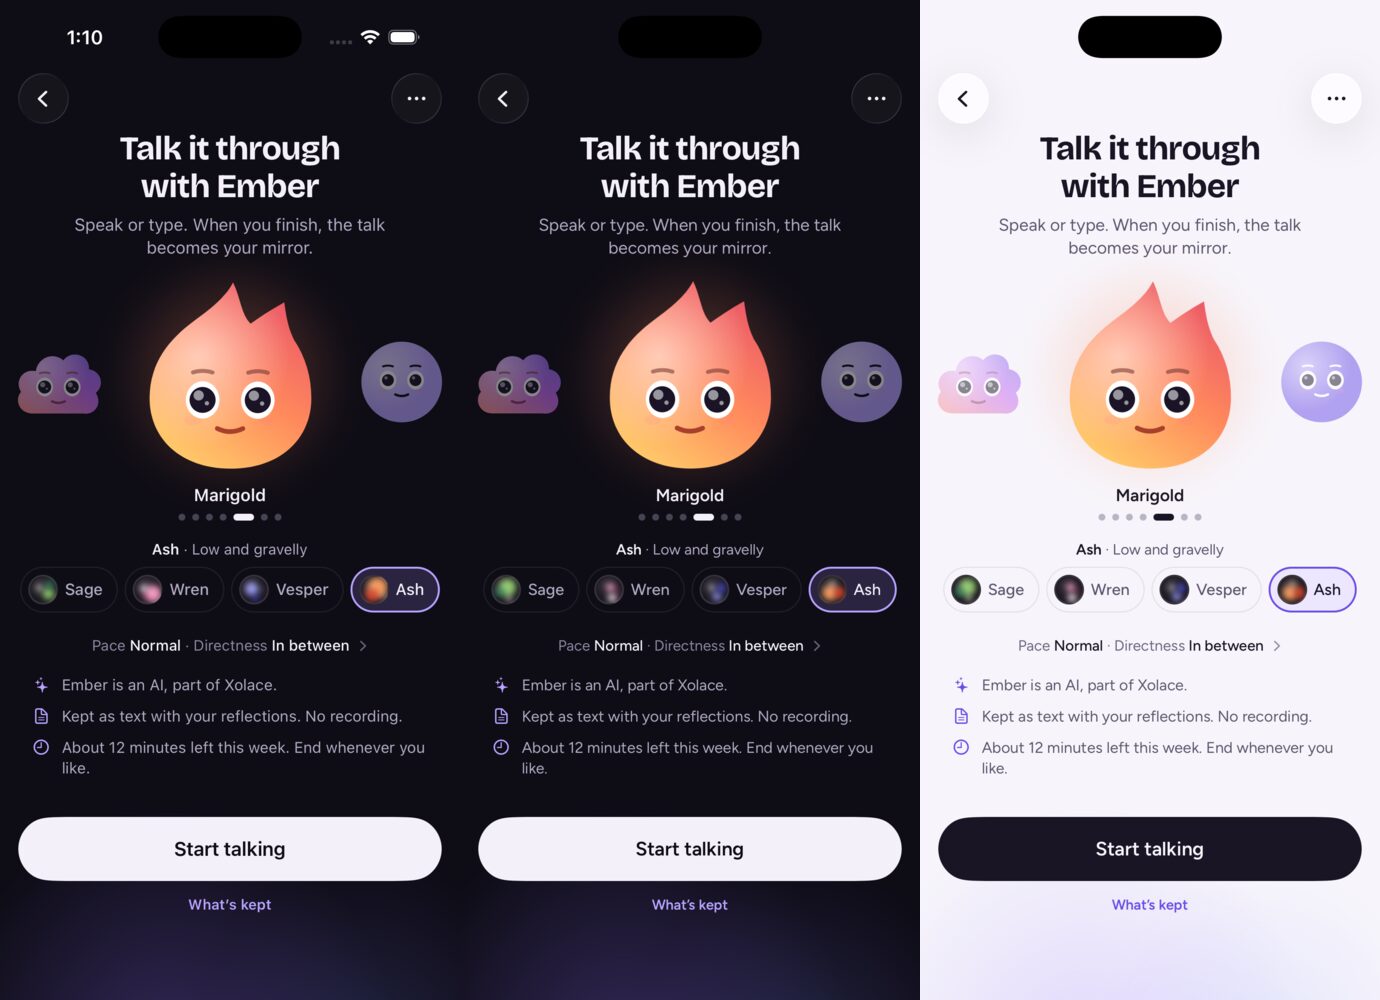 1:10
Talk it through
with Ember
Speak or type. When you finish, the talk
becomes your mirror.
Marigold
Ash · Low and gravelly
Sage
Wren
Vesper
Ash
Pace Normal · Directness In between
Ember is an AI, part of Xolace.
Kept as text with your reflections. No recording.
About 12 minutes left this week. End whenever you
like.
Start talking
What's kept
Talk it through
with Ember
Speak or type. When you finish, the talk
becomes your mirror.
Marigold
Ash · Low and gravelly
Sage
Wren
Vesper
Ash
Pace Normal · Directness In between
Ember is an AI, part of Xolace.
Kept as text with your reflections. No recording.
About 12 minutes left this week. End whenever you
like.
Start talking
What's kept
Talk it through
with Ember
Speak or type. When you finish, the talk
becomes your mirror.
Marigold
Ash · Low and gravelly
Sage
Wren
Vesper
Ash
Pace Normal · Directness In between
Ember is an AI, part of Xolace.
Kept as text with your reflections. No recording.
About 12 minutes left this week. End whenever you
like.
Start talking
What's kept